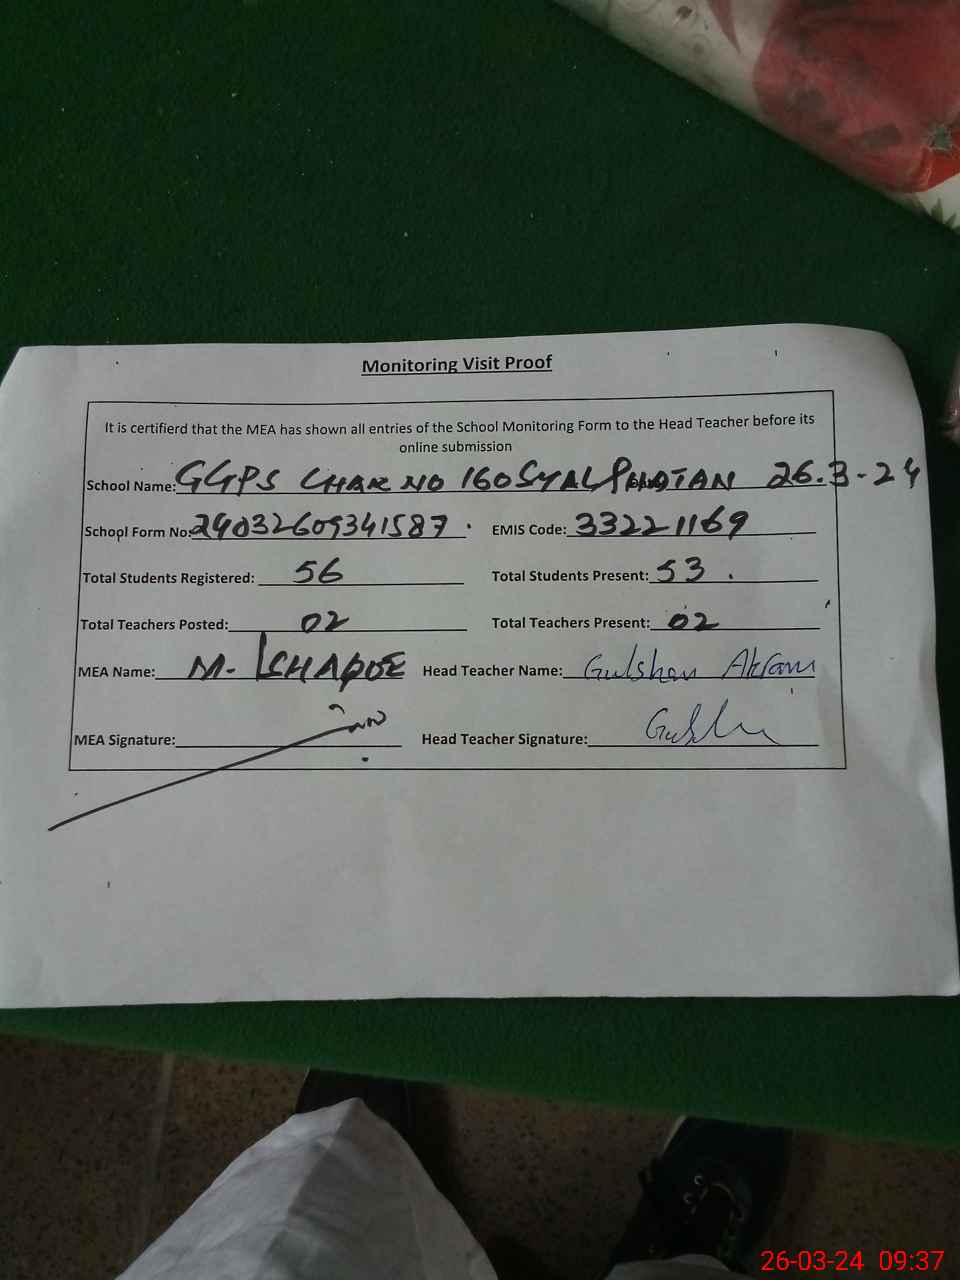 Monitoring Visit Proof
It is certifierd that the MEA has shown all entries of the School Monitoring Form to the Head Teacher before its
online submission
School Name: GGPS CHAK NO 160 SYAL 26.3-24
School Form No: 24032609341587. EMIS Code: 33221169
Total Students Registered: 56 Total Students Present: 53.
Total Teachers Posted: 02 Total Teachers Present: 02
MEA Name: M. Head Teacher Name: Gulshan Akram
MEA Signature: Head Teacher Signature:
26-03-24 09:37